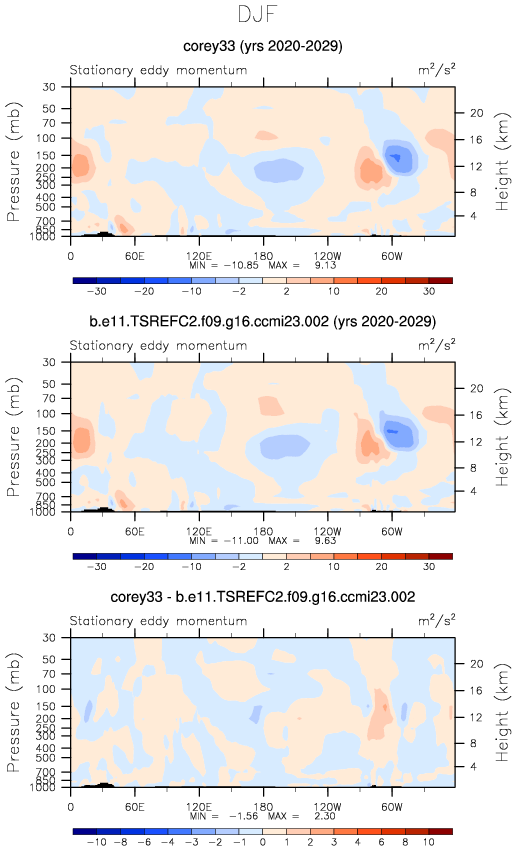 DJF
corey33 (yrs 2020-2029)
Stationary eddy momentum m²/s²
Pressure (mb)
30
50
70
100
150
200
250
300
400
500
700
850
1000
Height (km)
20
16
12
8
4
0 60E 120E 180 120W 60W
MIN = -10.85 MAX = 9.13
-30 -20 -10 -2 2 10 20 30
b.e11.TSREFC2.f09.g16.ccmi23.002 (yrs 2020-2029)
Stationary eddy momentum m²/s²
Pressure (mb)
30
50
70
100
150
200
250
300
400
500
700
850
1000
Height (km)
20
16
12
8
4
0 60E 120E 180 120W 60W
MIN = -11.00 MAX = 9.63
-30 -20 -10 -2 2 10 20 30
corey33 - b.e11.TSREFC2.f09.g16.ccmi23.002
Stationary eddy momentum m²/s²
Pressure (mb)
30
50
70
100
150
200
250
300
400
500
700
850
1000
Height (km)
20
16
12
8
4
0 60E 120E 180 120W 60W
MIN = -1.56 MAX = 2.30
-10 -8 -6 -4 -3 -2 -1 0 1 2 3 4 6 8 10